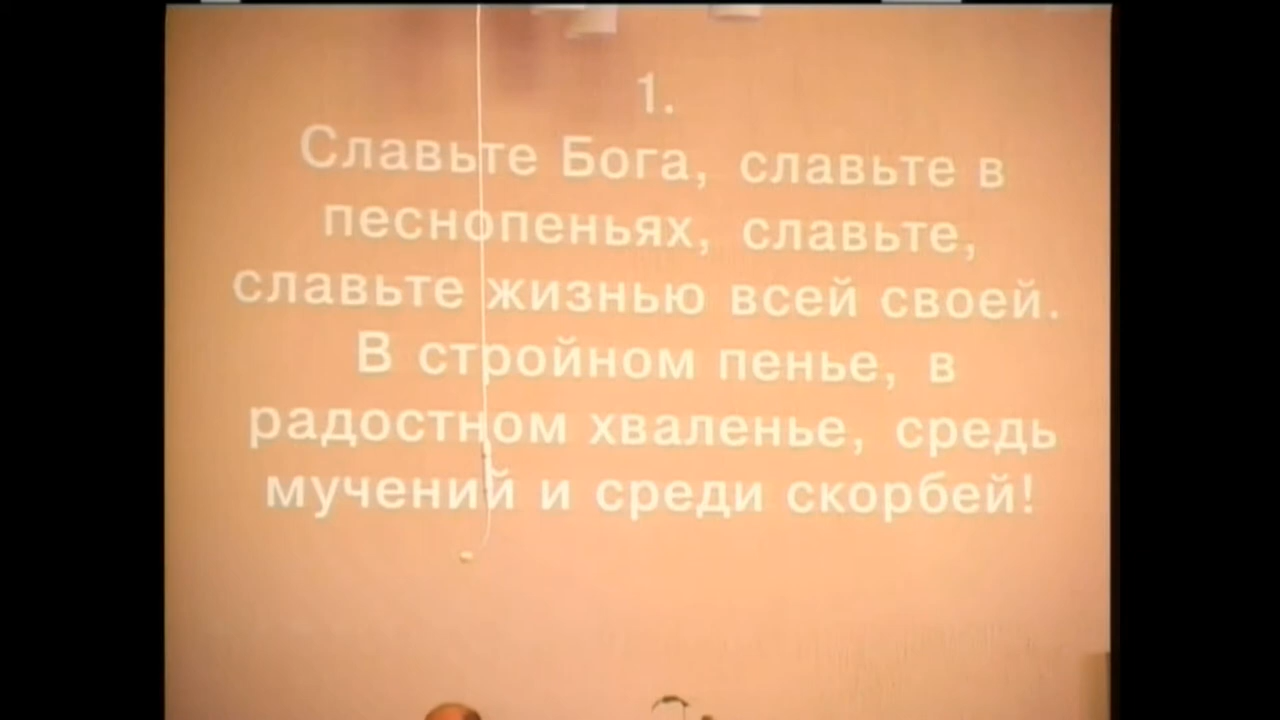 1.
Славьте Бога, славьте в
песнопеньях, славьте,
славьте жизнью всей своей.
В стройном пенье, в
радостном хваленье, средь
мучений и среди скорбей!